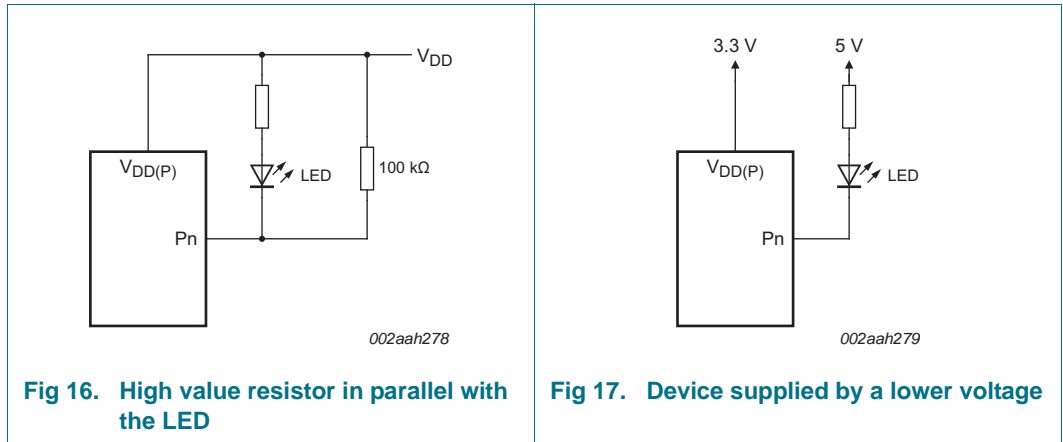 V_DD
V_DD(P)
LED
100 kΩ
Pn
002aah278
Fig 16. High value resistor in parallel with
the LED
3.3 V
5 V
V_DD(P)
LED
Pn
002aah279
Fig 17. Device supplied by a lower voltage